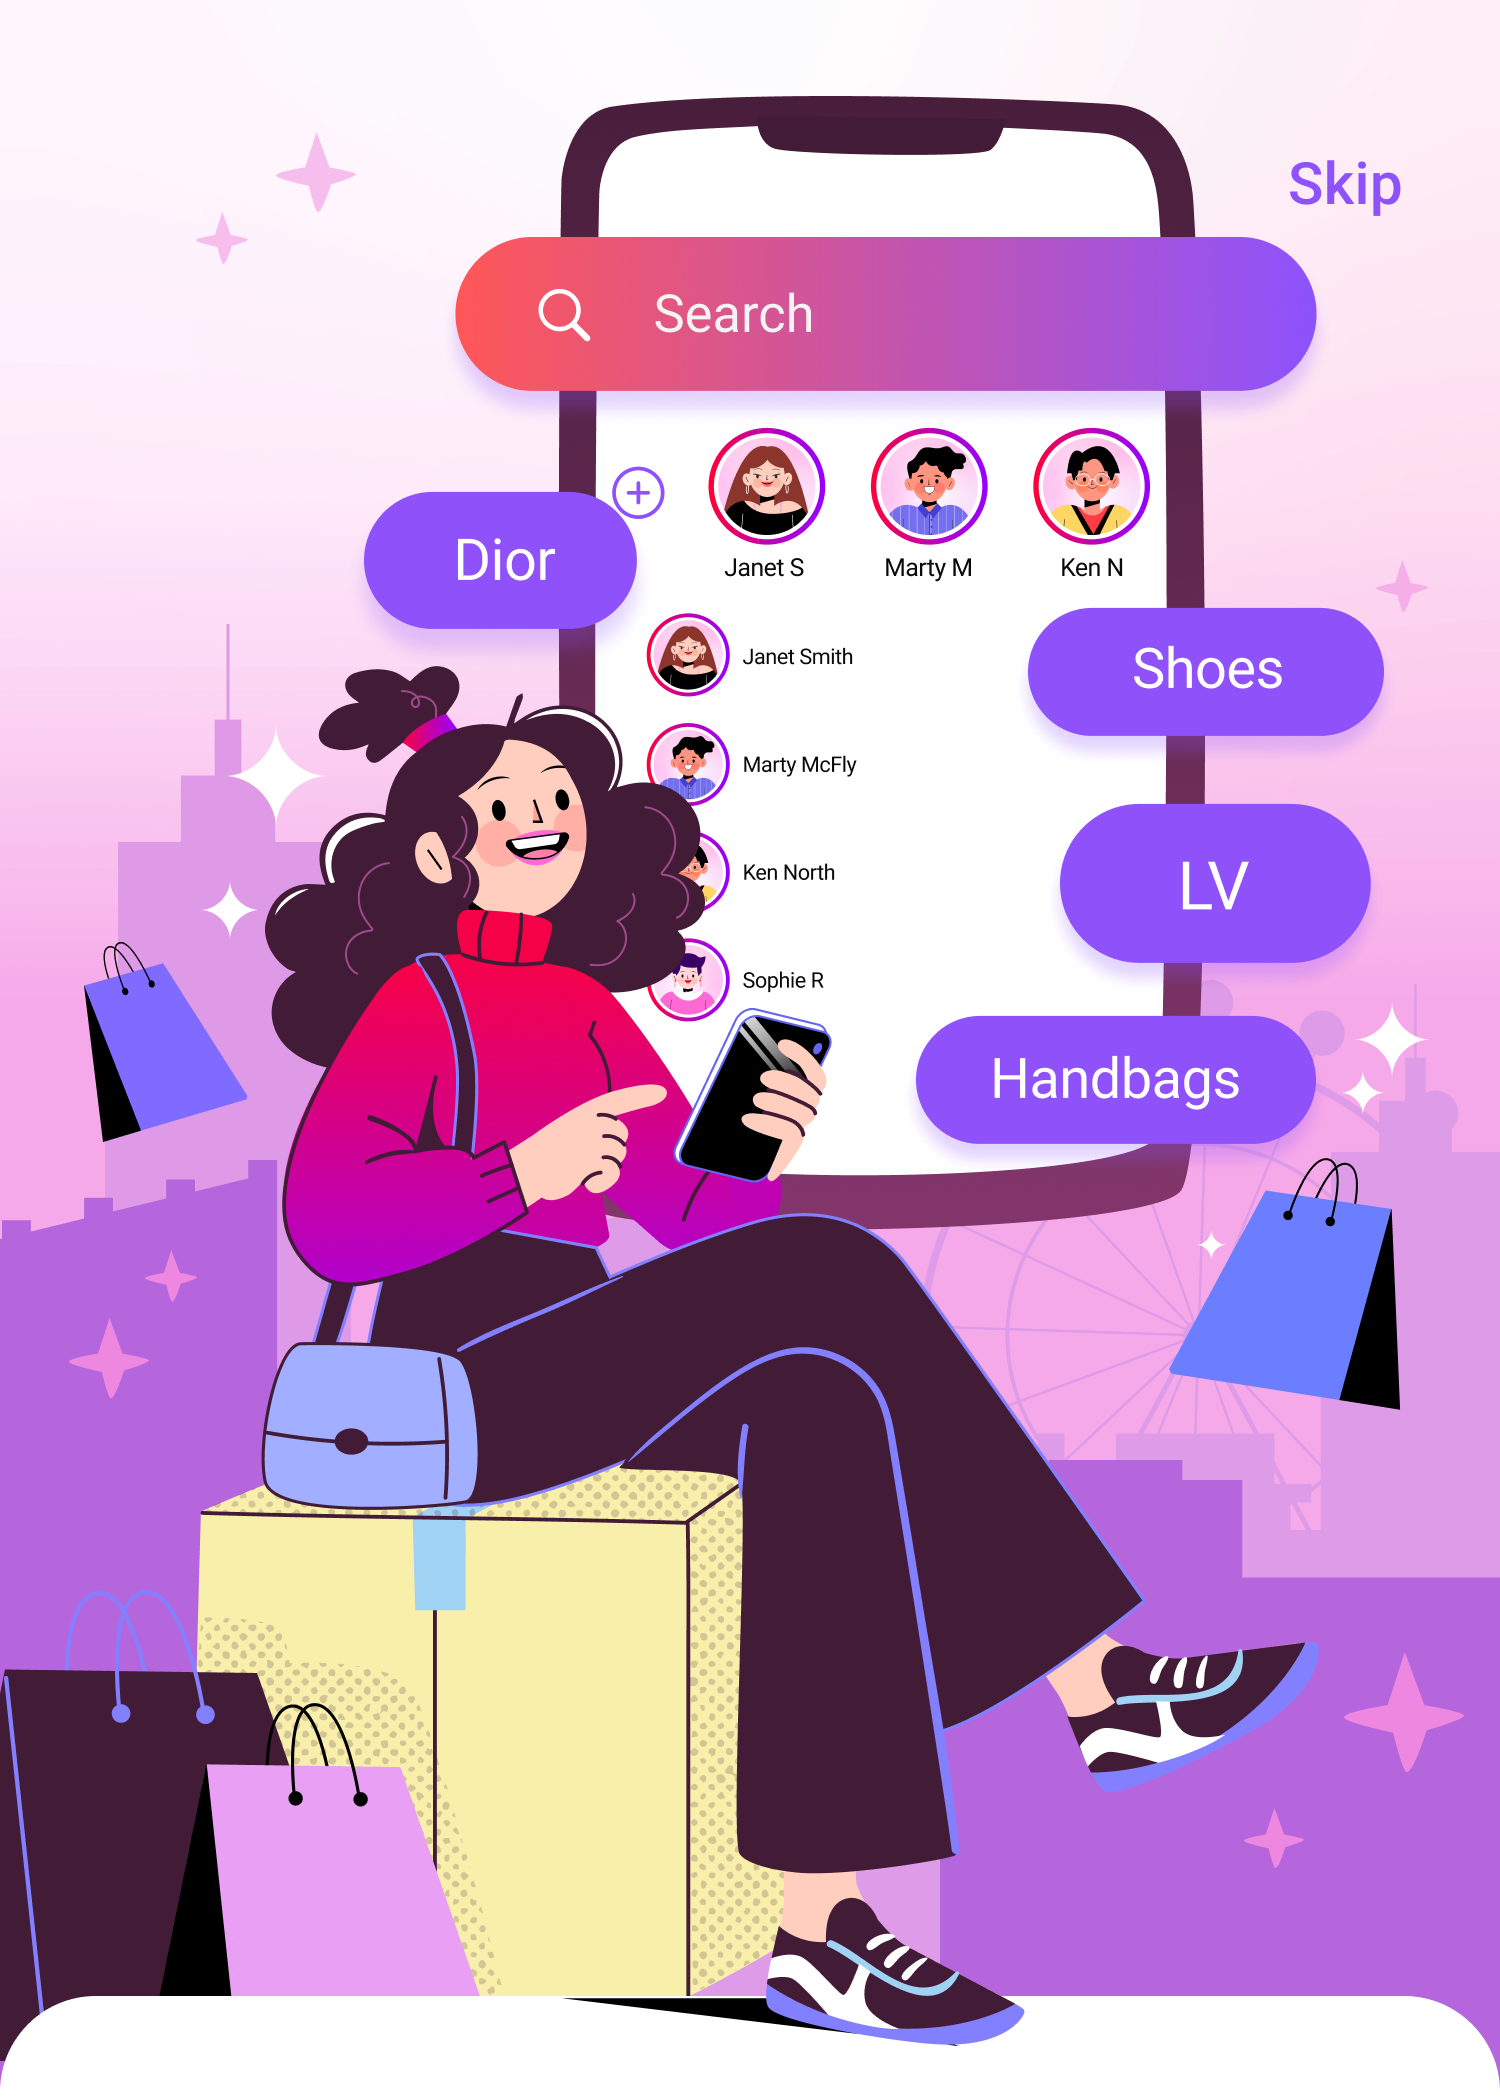 Skip
Search
Dior
Janet S
Marty M
Ken N
Janet Smith
Shoes
Marty McFly
Ken North
LV
Sophie R
Handbags